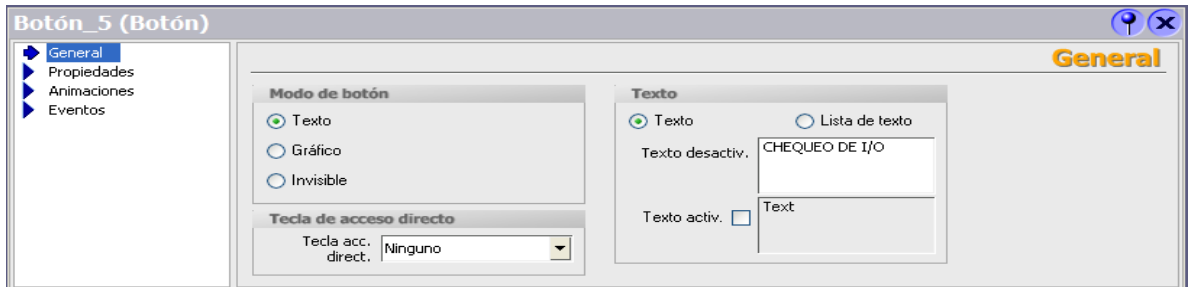 Botón_5 (Botón)
General
Propiedades
Animaciones
Eventos
General
Modo de botón
Texto
Gráfico
Invisible
Tecla de acceso directo
Tecla acc. direct.
Ninguno
Texto
Texto
Lista de texto
Texto desactiv.
CHEQUEO DE I/O
Texto activ.
Text